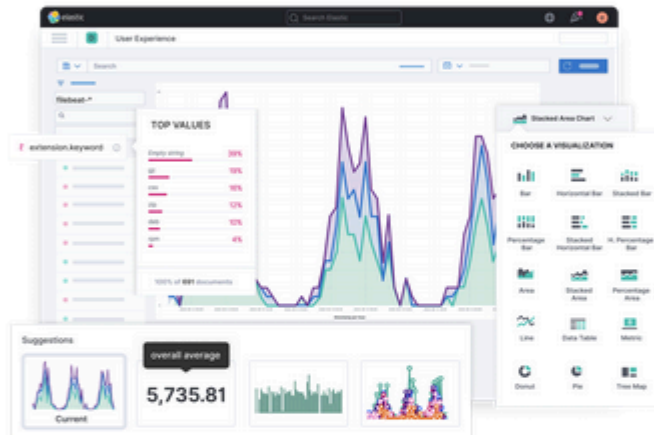 elastic
Search Elastic
User Experience
Search
filebeat-*
extension.keyword
TOP VALUES
Empty string 39%
gz 19%
css 16%
zip 12%
deb 10%
rpm 4%
100% of 691 documents
Stacked Area Chart
CHOOSE A VISUALIZATION
Bar
Horizontal Bar
Stacked Bar
Percentage Bar
Stacked Horizontal Bar
H. Percentage Bar
Area
Stacked Area
Percentage Area
Line
Data Table
Metric
Donut
Pie
Tree Map
Suggestions
overall average
5,735.81
Current